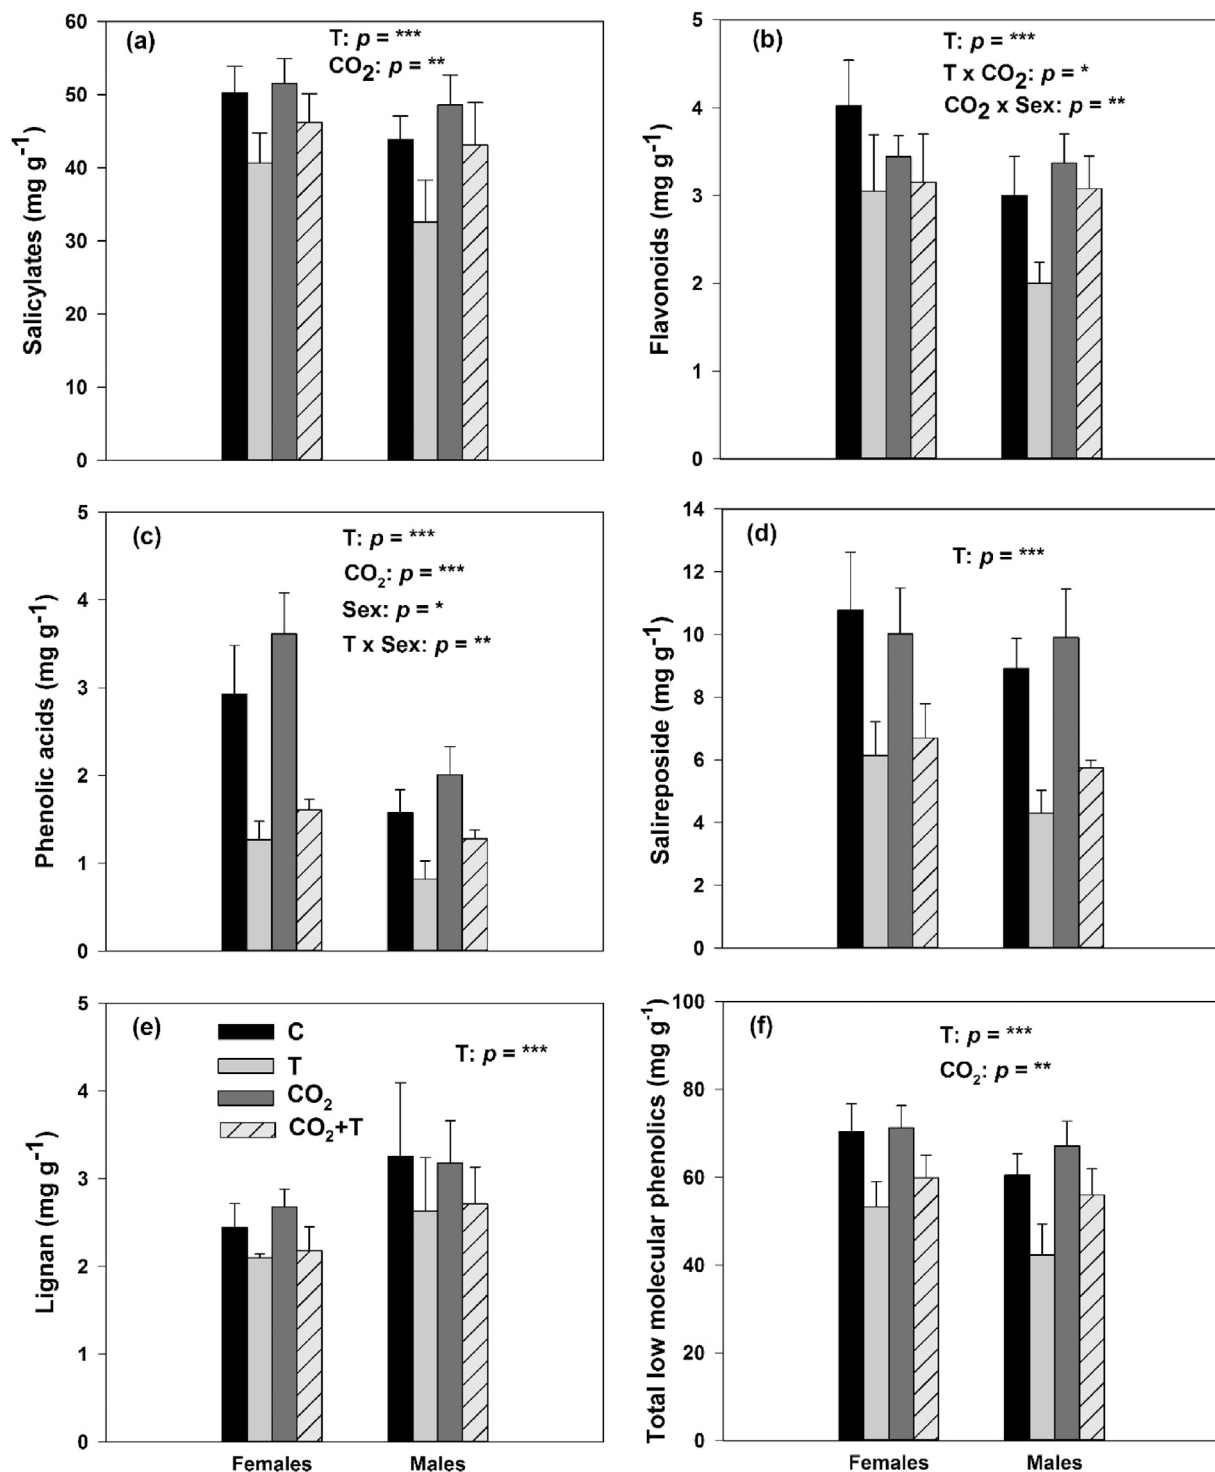 (a)
T: p = ***
CO₂: p = **
Salicylates (mg g⁻¹)
60
50
40
30
20
10
0
(b)
T: p = ***
T x CO₂: p = *
CO₂ x Sex: p = **
Flavonoids (mg g⁻¹)
5
4
3
2
1
0
(c)
T: p = ***
CO₂: p = ***
Sex: p = *
T x Sex: p = **
Phenolic acids (mg g⁻¹)
5
4
3
2
1
0
(d)
T: p = ***
Salireposide (mg g⁻¹)
14
12
10
8
6
4
2
0
(e)
C
T
CO₂
CO₂+T
T: p = ***
Lignan (mg g⁻¹)
5
4
3
2
1
0
Females
Males
(f)
T: p = ***
CO₂: p = **
Total low molecular phenolics (mg g⁻¹)
100
80
60
40
20
0
Females
Males